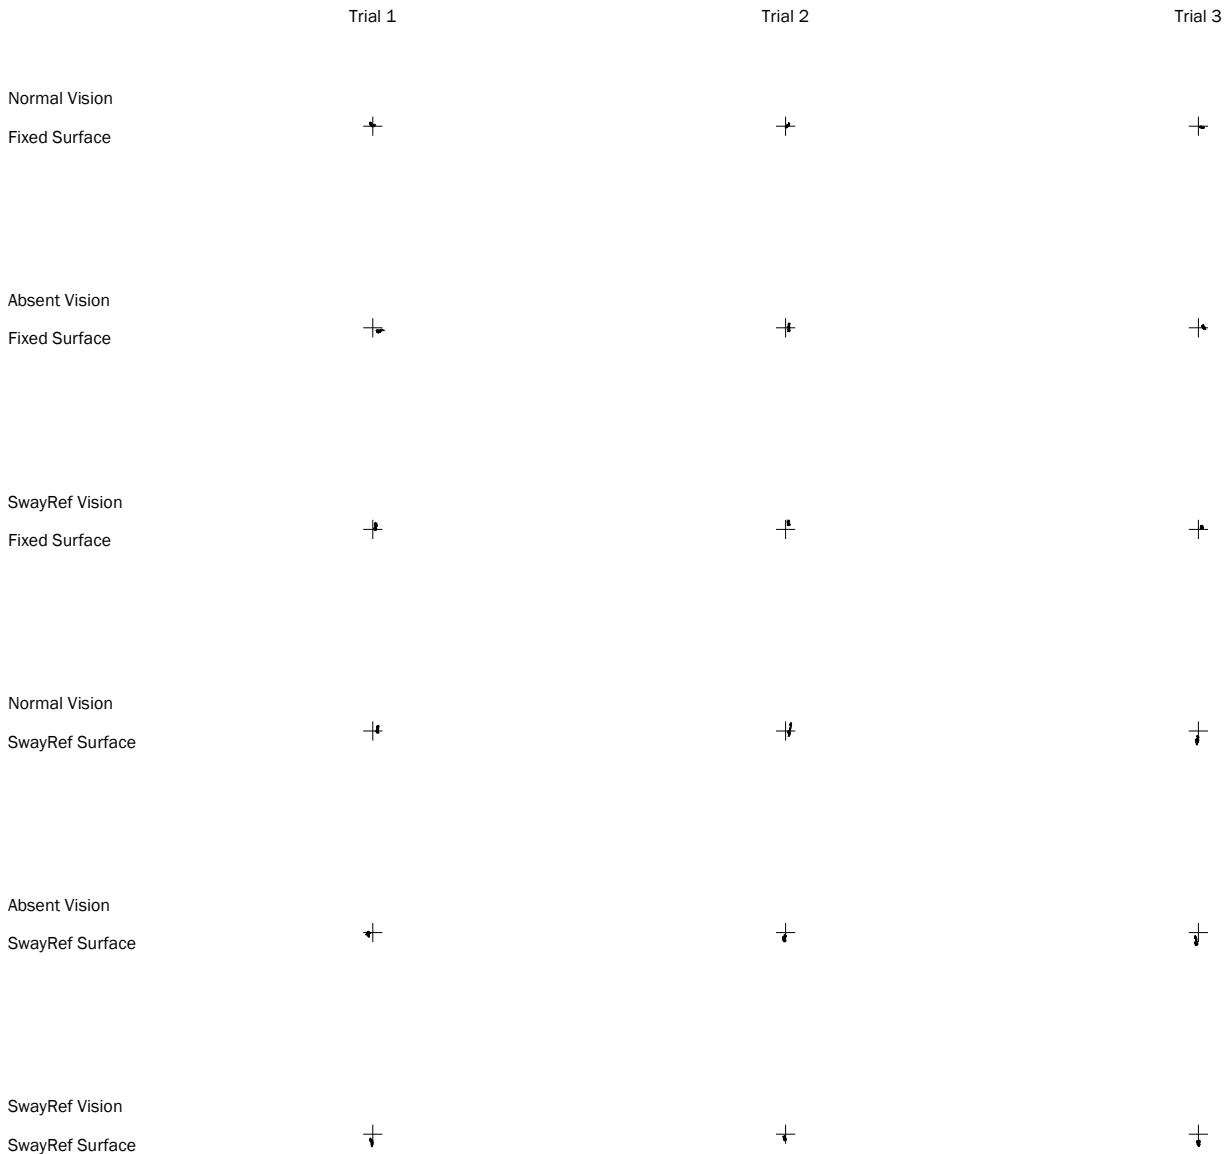 Trial 1 Trial 2 Trial 3
Normal Vision
Fixed Surface
Absent Vision
Fixed Surface
SwayRef Vision
Fixed Surface
Normal Vision
SwayRef Surface
Absent Vision
SwayRef Surface
SwayRef Vision
SwayRef Surface